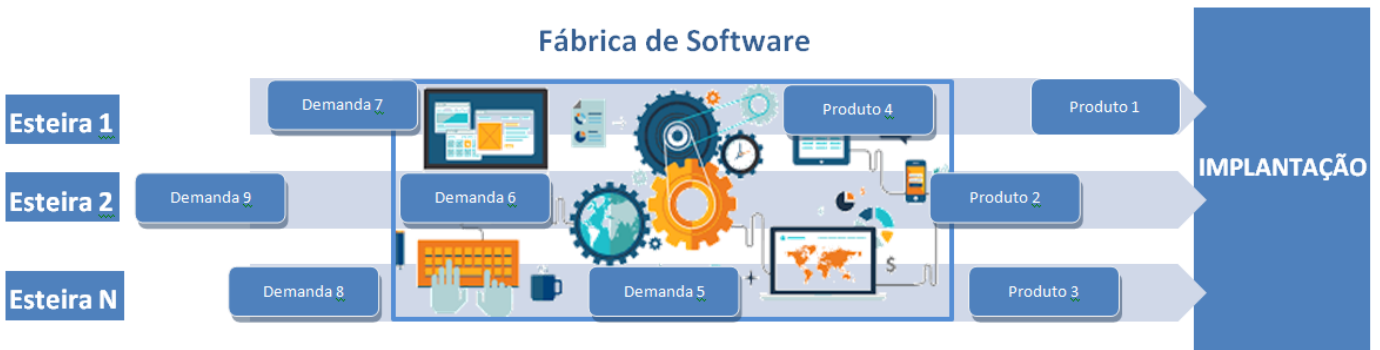 Fábrica de Software
Esteira 1
Demanda 7
Produto 4
Produto 1
Esteira 2
Demanda 9
Demanda 6
Produto 2
IMPLANTAÇÃO
Esteira N
Demanda 8
Demanda 5
$
Produto 3